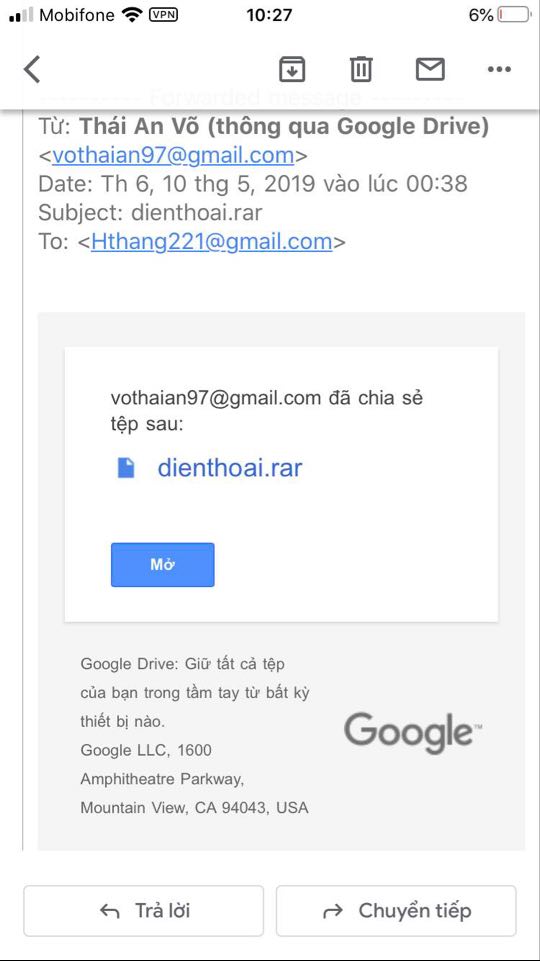 Mobifone VPN 10:27 6%
---------- Forwarded message ---------
Từ: Thái An Võ (thông qua Google Drive)
<vothaian97@gmail.com>
Date: Th 6, 10 thg 5, 2019 vào lúc 00:38
Subject: dienthoai.rar
To: <Hthang221@gmail.com>
vothaian97@gmail.com đã chia sẻ
tệp sau:
dienthoai.rar
Mở
Google Drive: Giữ tất cả tệp
của bạn trong tầm tay từ bất kỳ
thiết bị nào.
Google LLC, 1600
Amphitheatre Parkway,
Mountain View, CA 94043, USA
Google™
Trả lời
Chuyển tiếp